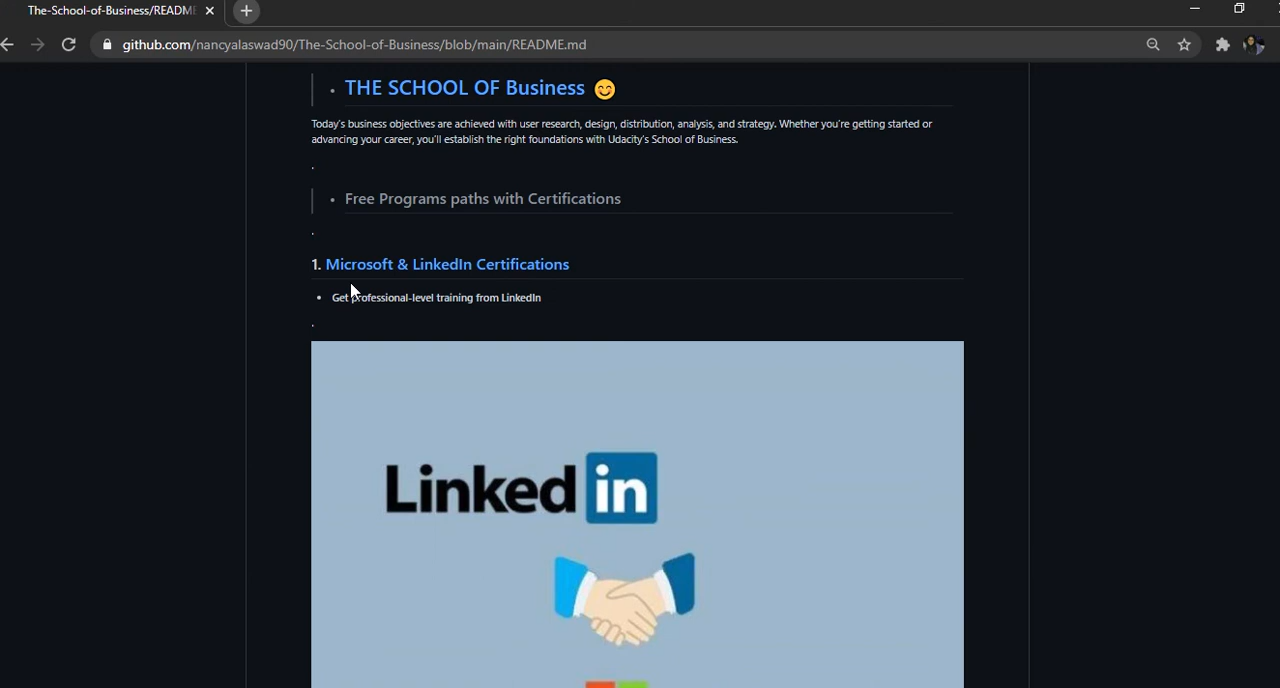 The-School-of-Business/READM
github.com/nancyalaswad90/The-School-of-Business/blob/main/README.md
• THE SCHOOL OF Business 😊
Today's business objectives are achieved with user research, design, distribution, analysis, and strategy. Whether you're getting started or
advancing your career, you'll establish the right foundations with Udacity's School of Business.
.
• Free Programs paths with Certifications
.
1. Microsoft & LinkedIn Certifications
• Get professional-level training from LinkedIn
.
Linked in